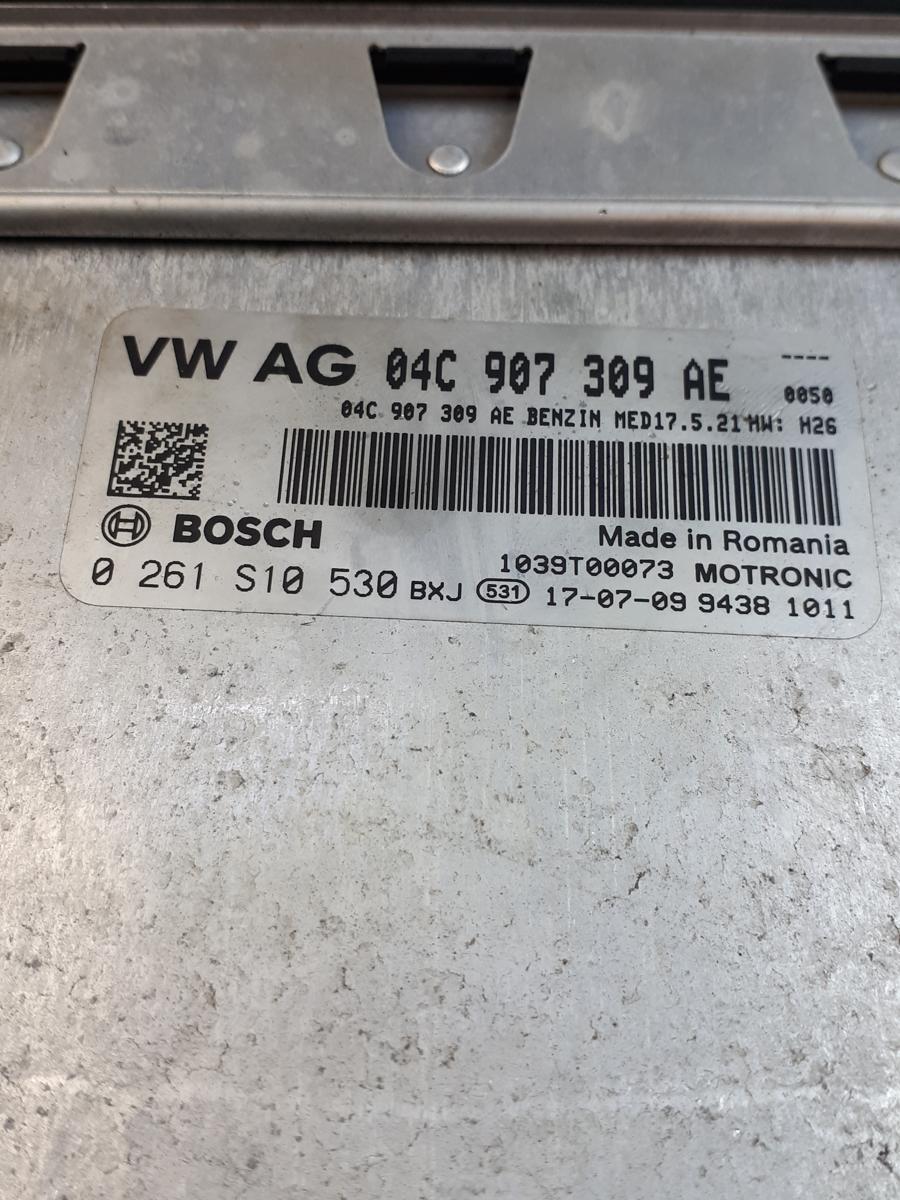 VW AG 04C 907 309 AE ----
0050
04C 907 309 AE BENZIN MED17.5.21 HW: H26
BOSCH Made in Romania
1039T00073 MOTRONIC
0 261 S10 530 BXJ 531 17-07-09 9438 1011